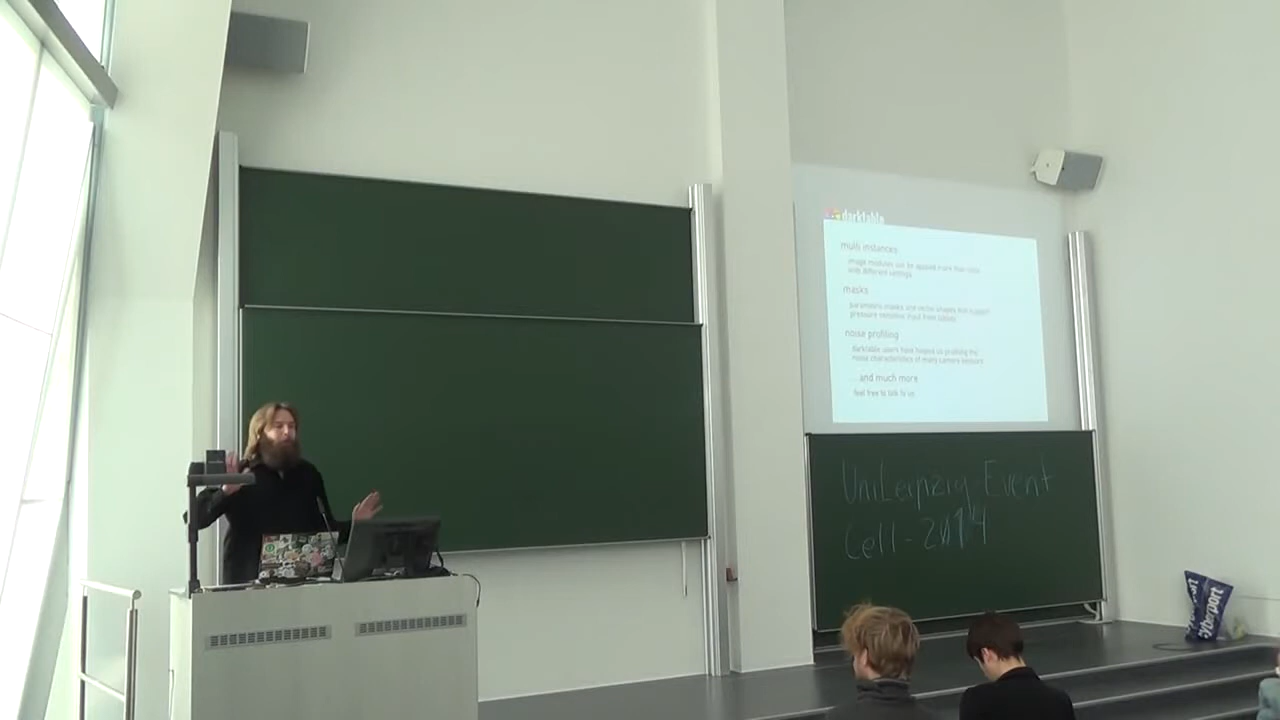 darktable
multi instances
image modules can be applied more than once
with different settings
masks
parametric masks and vector shapes that support
pressure sensitive input from tablets
noise profiling
darktable users have helped us profiling the
noise characteristics of many camera sensors
and much more
feel free to talk to us
UniLeipzig Event
Cell-2014
cyberport